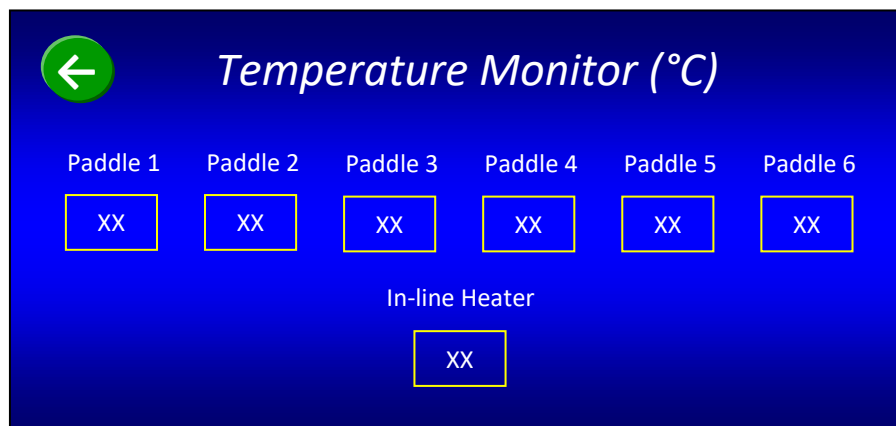 Temperature Monitor (°C)
Paddle 1 Paddle 2 Paddle 3 Paddle 4 Paddle 5 Paddle 6
XX XX XX XX XX XX
In-line Heater
XX